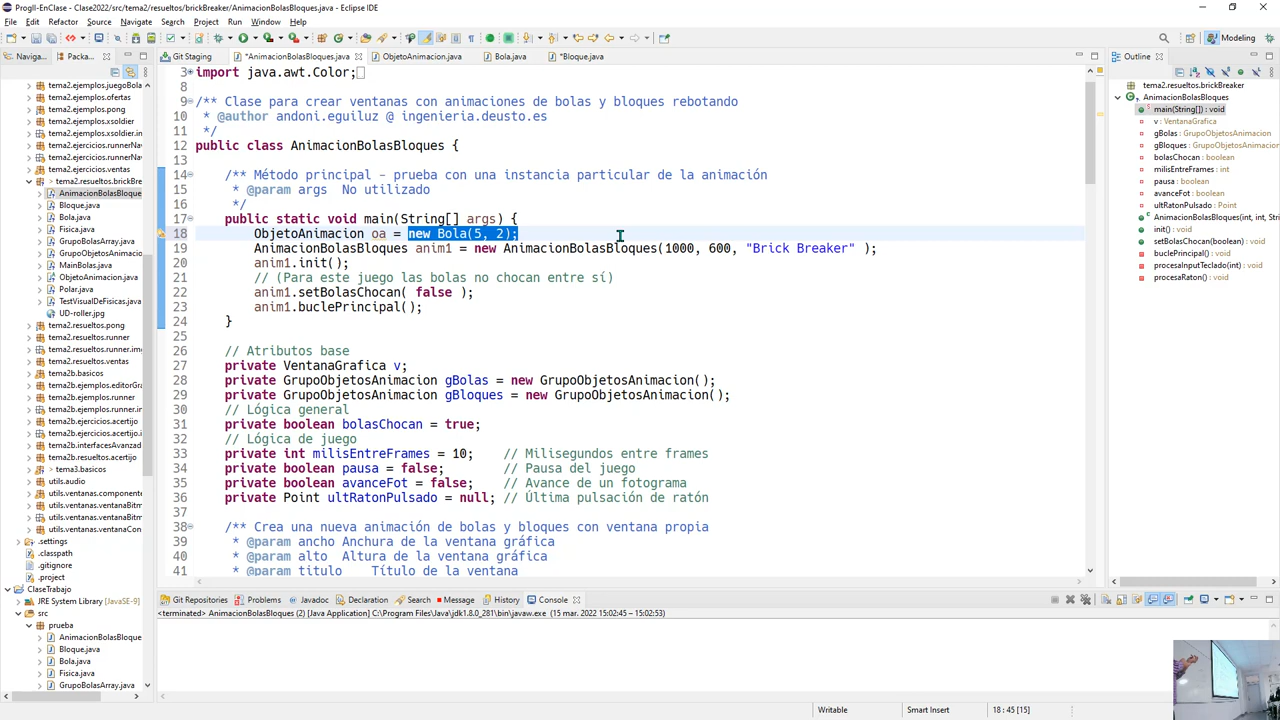 ProgII-EnClase - Clase2022/src/tema2/resueltos/brickBreaker/AnimacionBolasBloques.java - Eclipse IDE
File Edit Refactor Source Navigate Search Project Run Window Help
Modeling
Naviga... Packa...
Git Staging *AnimacionBolasBloques.java ObjetoAnimacion.java Bola.java *Bloque.java
Outline
tema2.ejemplos.juegoBola
tema2.ejemplos.ofertas
tema2.ejemplos.pong
tema2.ejemplos.xsoldier
tema2.ejemplos.xsoldier.in
tema2.ejercicios.runnerNav
tema2.ejercicios.runnerNav
tema2.ejercicios.ventas
tema2.resueltos.brickBre
AnimacionBolasBloque
Bloque.java
Bola.java
Fisica.java
GrupoBolasArray.java
GrupoObjetosAnimacio
MainBolas.java
ObjetoAnimacion.java
Polar.java
TestVisualDeFisicas.java
UD-roller.jpg
tema2.resueltos.pong
tema2.resueltos.runner
tema2.resueltos.runner.im
tema2.resueltos.ventas
tema2b.basicos
tema2b.ejemplos.editorGra
tema2b.ejemplos.runner
tema2b.ejemplos.runner.ir
tema2b.ejercicios.acertijo
tema2b.ejercicios.acertijo.i
tema2b.interfacesAvanzad
tema2b.resueltos.acertijo
tema3.basicos
utils.audio
utils.ventanas.componente
utils.ventanas.ventanaBitm
utils.ventanas.ventanaBitm
utils.ventanas.ventanaCon
.settings
.classpath
.gitignore
.project
ClaseTrabajo
JRE System Library [JavaSE-9]
src
prueba
AnimacionBolasBloque
Bloque.java
Bola.java
Fisica.java
GrupoBolasArray.java
3 import java.awt.Color;
8
9 /** Clase para crear ventanas con animaciones de bolas y bloques rebotando
10 * @author andoni.eguiluz @ ingenieria.deusto.es
11 */
12 public class AnimacionBolasBloques {
13
14 /** Método principal - prueba con una instancia particular de la animación
15 * @param args No utilizado
16 */
17 public static void main(String[] args) {
18 ObjetoAnimacion oa = new Bola(5, 2);
19 AnimacionBolasBloques anim1 = new AnimacionBolasBloques(1000, 600, "Brick Breaker" );
20 anim1.init();
21 // (Para este juego las bolas no chocan entre sí)
22 anim1.setBolasChocan( false );
23 anim1.buclePrincipal();
24 }
25
26 // Atributos base
27 private VentanaGrafica v;
28 private GrupoObjetosAnimacion gBolas = new GrupoObjetosAnimacion();
29 private GrupoObjetosAnimacion gBloques = new GrupoObjetosAnimacion();
30 // Lógica general
31 private boolean bolasChocan = true;
32 // Lógica de juego
33 private int milisEntreFrames = 10; // Milisegundos entre frames
34 private boolean pausa = false; // Pausa del juego
35 private boolean avanceFot = false; // Avance de un fotograma
36 private Point ultRatonPulsado = null; // Última pulsación de ratón
37
38 /** Crea una nueva animación de bolas y bloques con ventana propia
39 * @param ancho Anchura de la ventana gráfica
40 * @param alto Altura de la ventana gráfica
41 * @param titulo Título de la ventana
tema2.resueltos.brickBreaker
AnimacionBolasBloques
main(String[]) : void
v : VentanaGrafica
gBolas : GrupoObjetosAnimacion
gBloques : GrupoObjetosAnimacion
bolasChocan : boolean
milisEntreFrames : int
pausa : boolean
avanceFot : boolean
ultRatonPulsado : Point
AnimacionBolasBloques(int, int, String)
init() : void
setBolasChocan(boolean) : void
buclePrincipal() : void
procesaInputTeclado(int) : void
procesaRaton() : void
Git Repositories Problems Javadoc Declaration Search Message History Console
<terminated> AnimacionBolasBloques (2) [Java Application] C:\Program Files\Java\jdk1.8.0_281\bin\javaw.exe (15 mar. 2022 15:02:45 – 15:02:53)
Writable Smart Insert 18 : 45 [15]